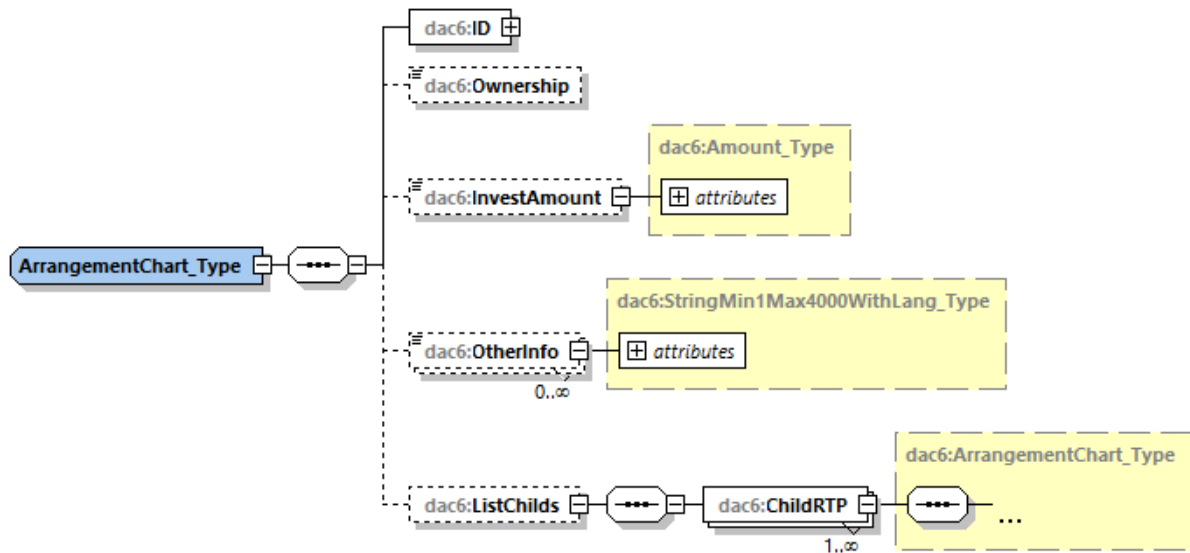 dac6:ID
dac6:Ownership
dac6:Amount_Type
dac6:InvestAmount
attributes
ArrangementChart_Type
dac6:StringMin1Max4000WithLang_Type
dac6:OtherInfo
attributes
0..∞
dac6:ArrangementChart_Type
dac6:ListChilds
dac6:ChildRTP
...
1..∞